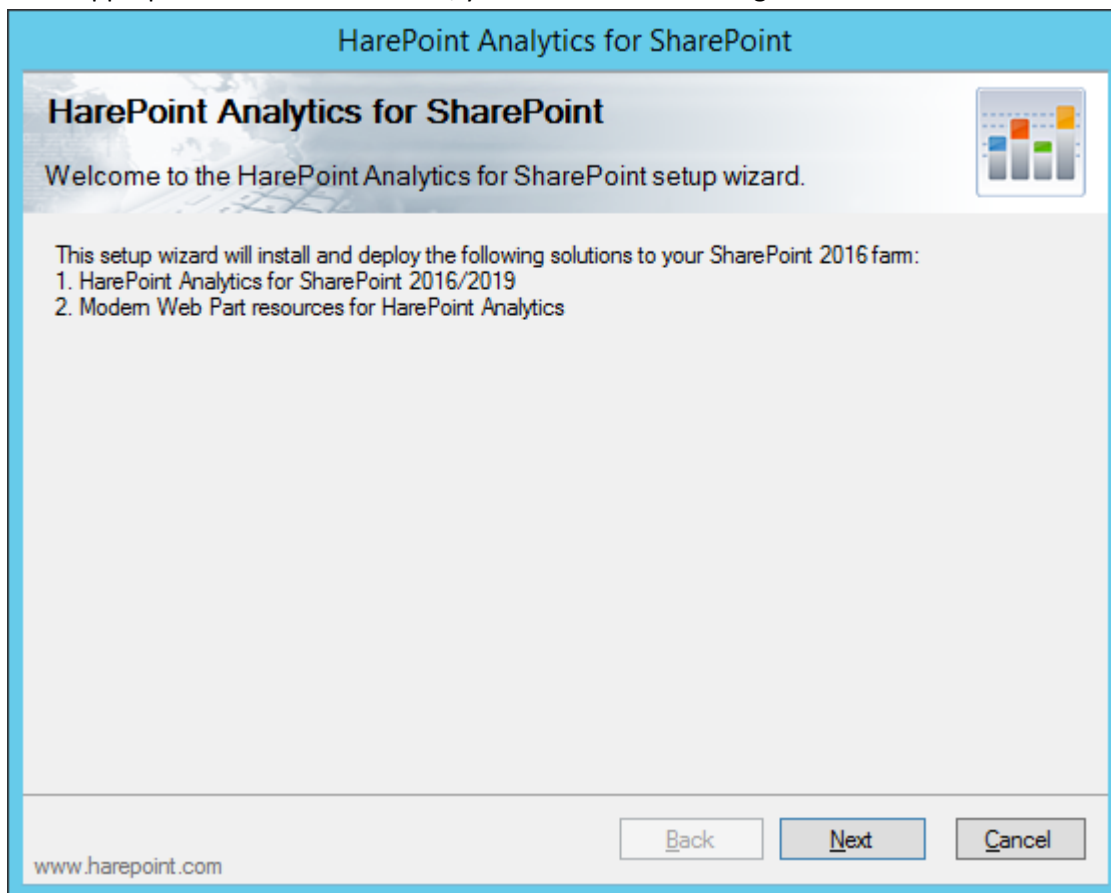 HarePoint Analytics for SharePoint
HarePoint Analytics for SharePoint
Welcome to the HarePoint Analytics for SharePoint setup wizard.
This setup wizard will install and deploy the following solutions to your SharePoint 2016 farm:
1. HarePoint Analytics for SharePoint 2016/2019
2. Modern Web Part resources for HarePoint Analytics
Back Next Cancel
www.harepoint.com